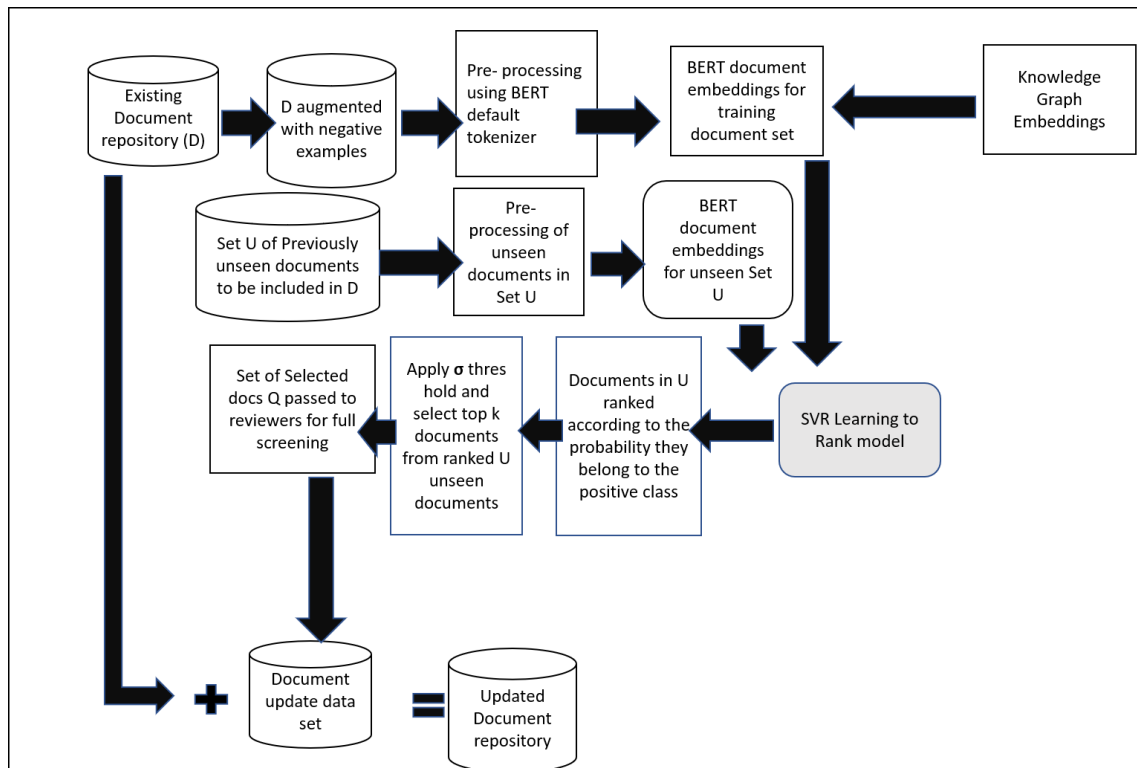 Existing
Document
repository (D)
D augmented
with negative
examples
Pre- processing
using BERT
default
tokenizer
BERT document
embeddings for
training
document set
Knowledge
Graph
Embeddings
Set U of Previously
unseen documents
to be included in D
Pre-
processing of
unseen
documents in
Set U
BERT
document
embeddings
for unseen Set
U
Set of Selected
docs Q passed to
reviewers for full
screening
Apply σ thres
hold and
select top k
documents
from ranked U
unseen
documents
Documents in U
ranked
according to the
probability they
belong to the
positive class
SVR Learning to
Rank model
Document
update data
set
Updated
Document
repository